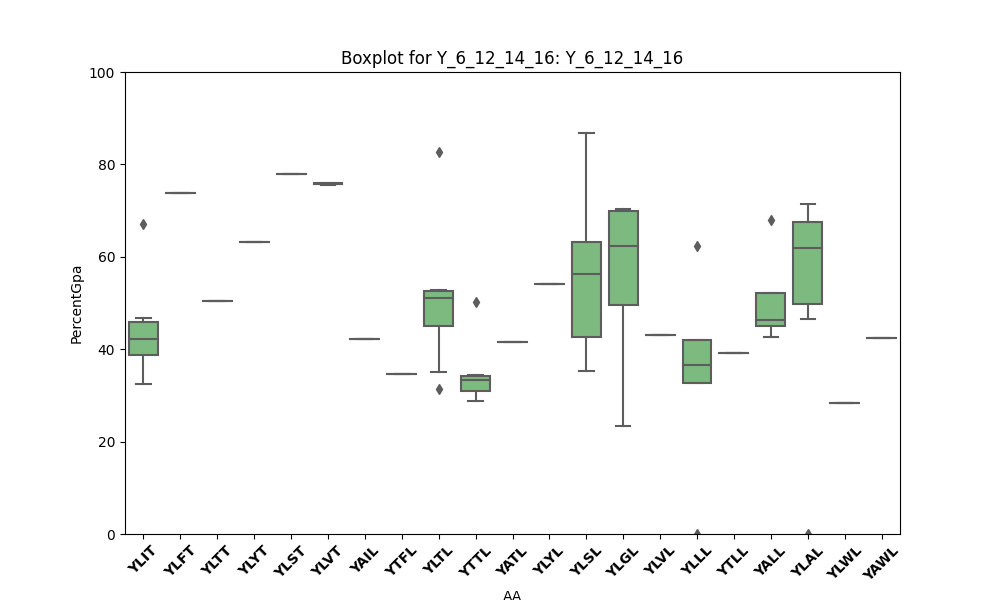 Boxplot for Y_6_12_14_16: Y_6_12_14_16
100
80
60
40
20
0
PercentGpa
YLIT YLFT YLTT YLYT YLST YLVT YAIL YTFL YLTL YTTL YATL YLYL YLSL YLGL YLVL YLLL YTLL YALL YLAL YLWL YAWL
AA